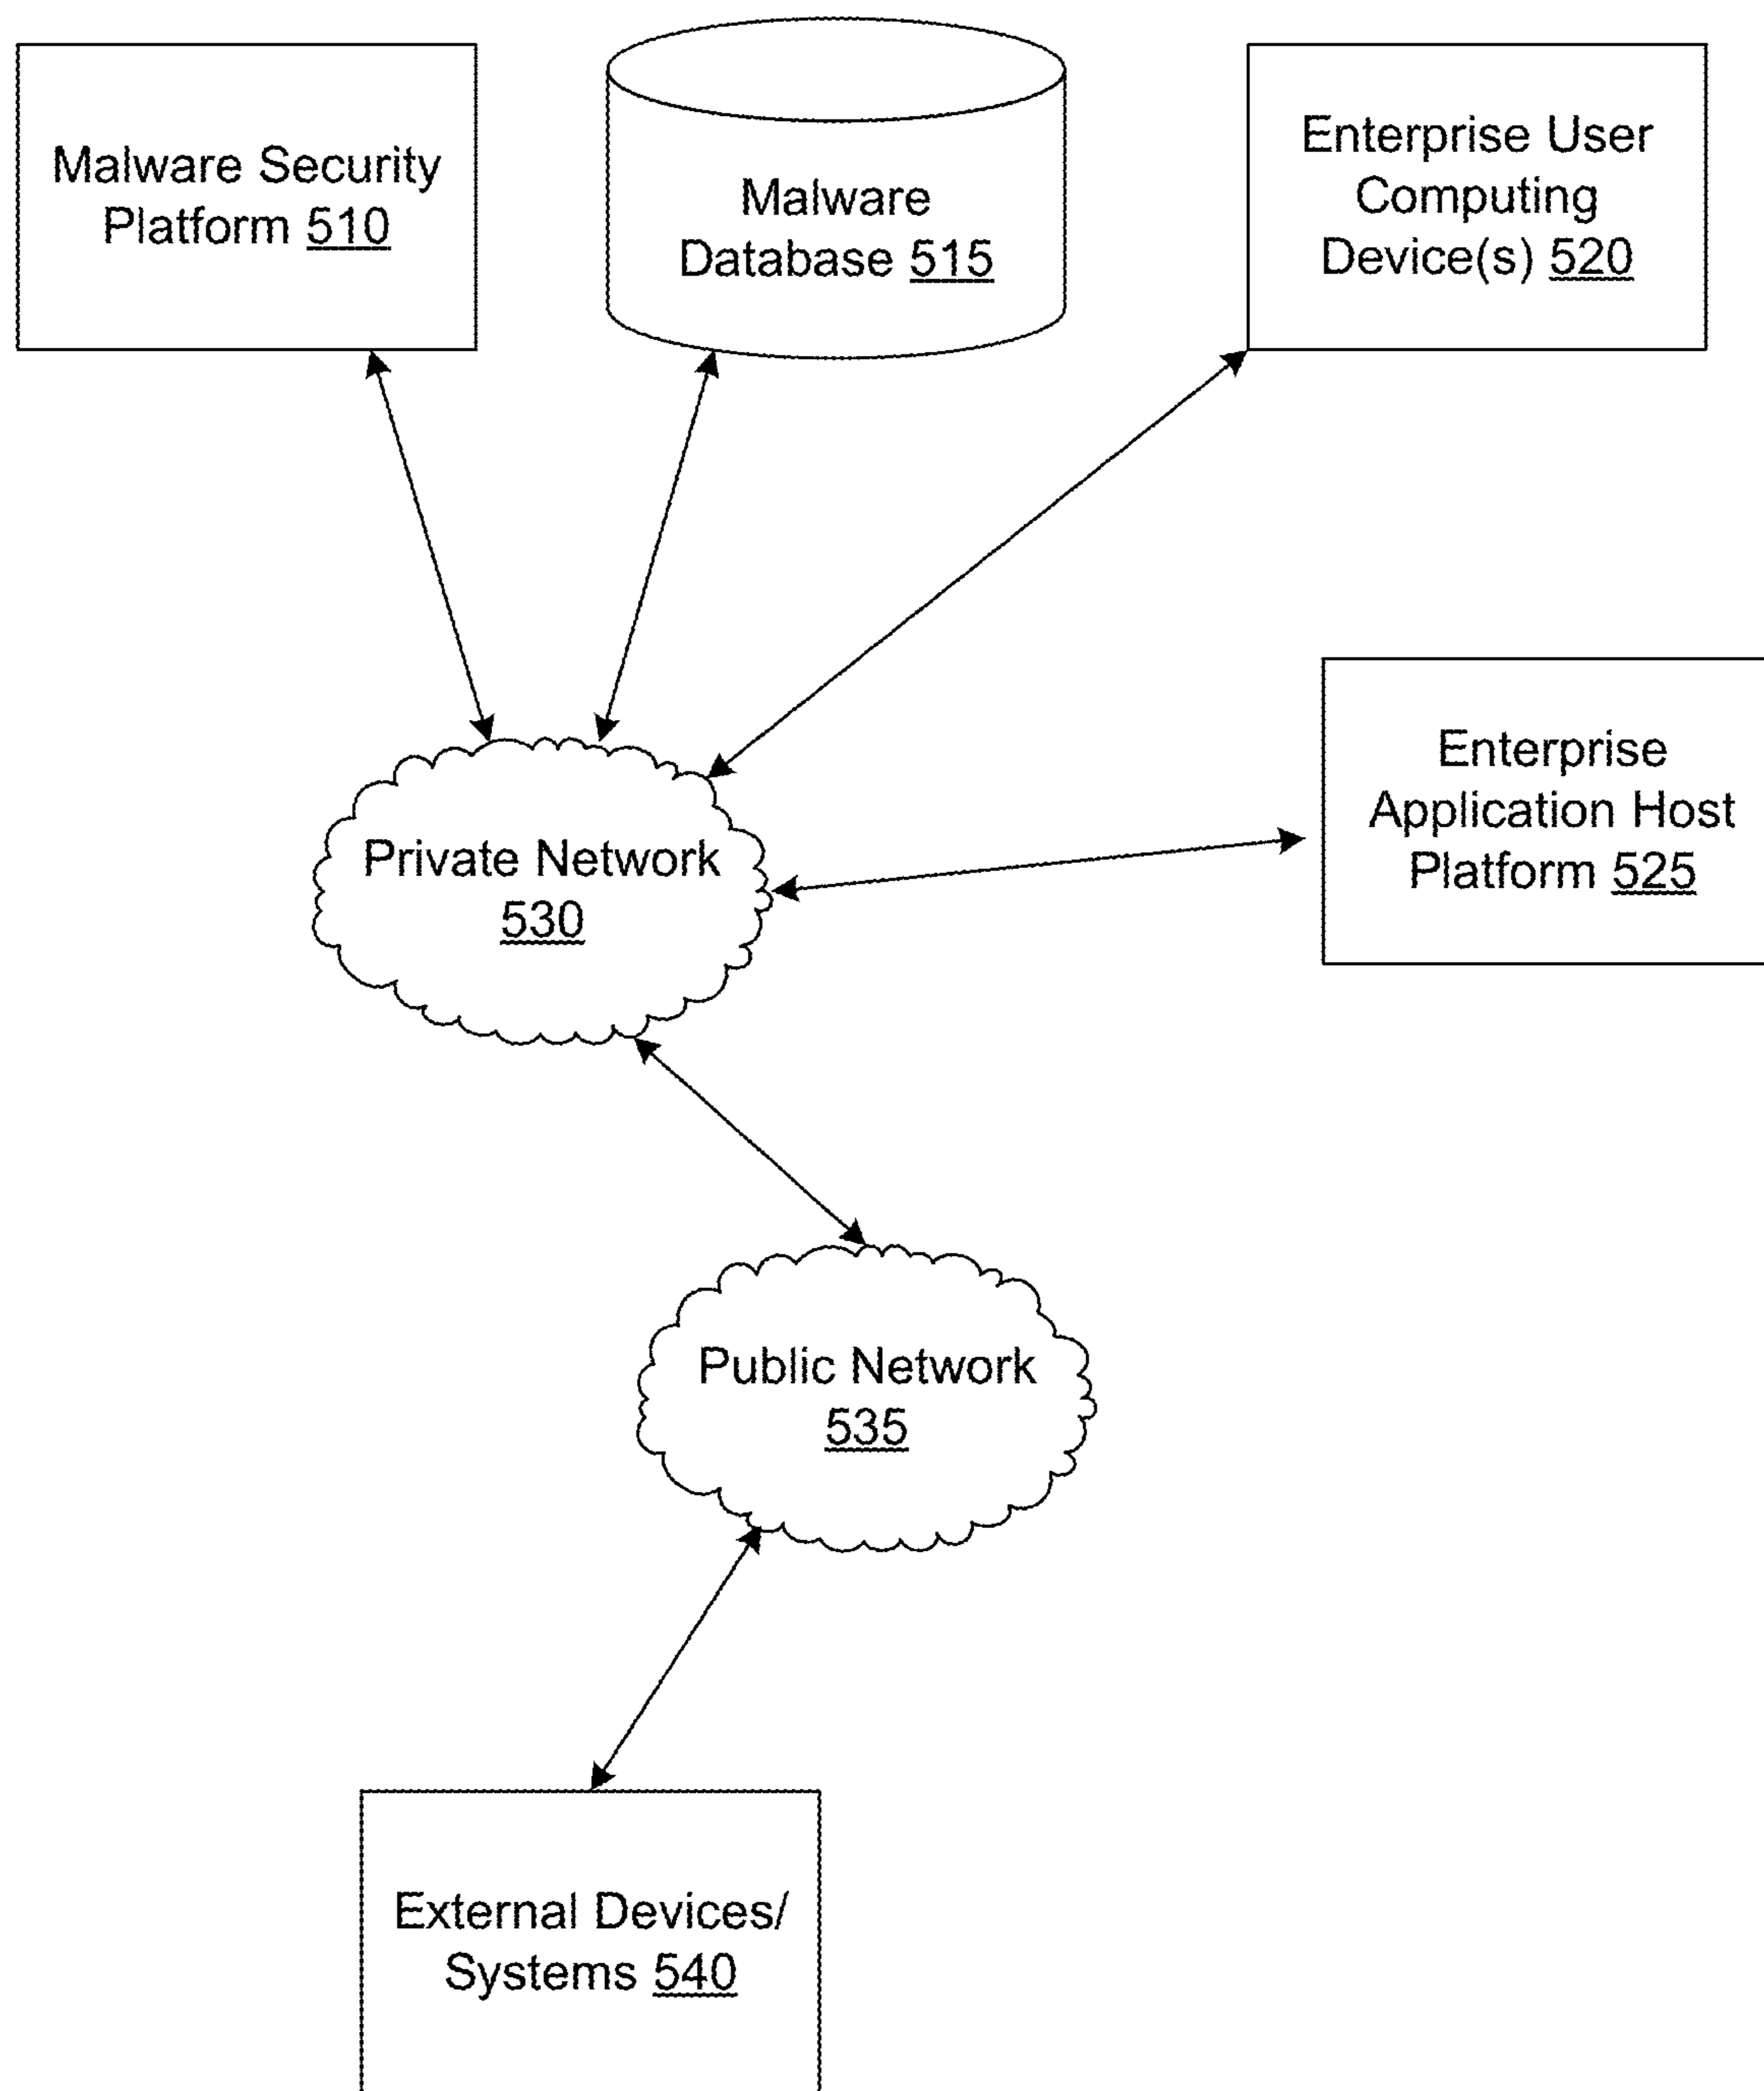 Malware Security
Platform 510
Malware
Database 515
Enterprise User
Computing
Device(s) 520
Enterprise
Application Host
Platform 525
Private Network
530
Public Network
535
External Devices/
Systems 540